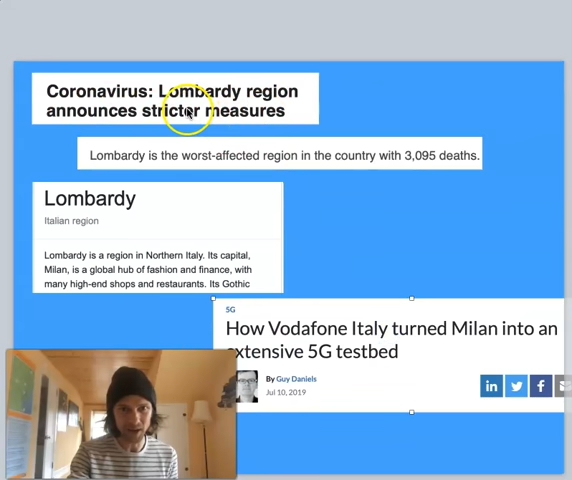 Coronavirus: Lombardy region
announces stricter measures
Lombardy is the worst-affected region in the country with 3,095 deaths.
Lombardy
Italian region
Lombardy is a region in Northern Italy. Its capital,
Milan, is a global hub of fashion and finance, with
many high-end shops and restaurants. Its Gothic
5G
How Vodafone Italy turned Milan into an
extensive 5G testbed
By Guy Daniels
Jul 10, 2019
in
f